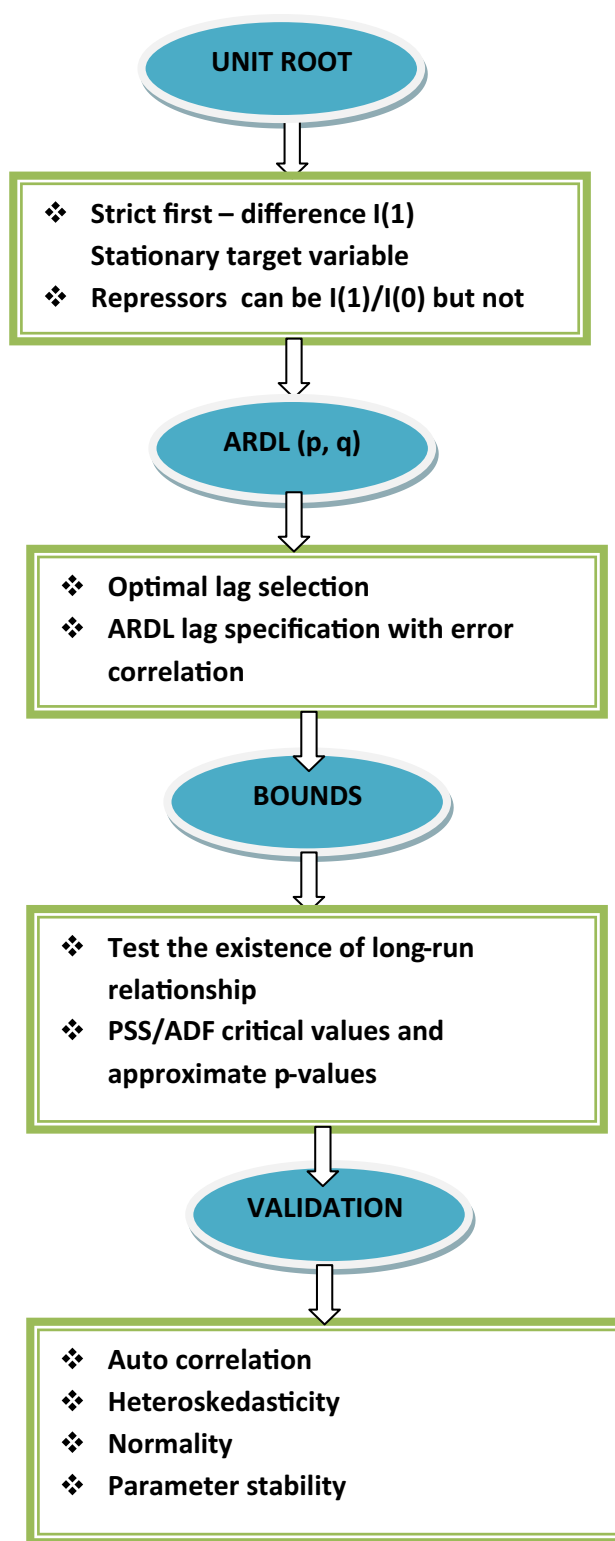 UNIT ROOT
❖ Strict first – difference I(1)
Stationary target variable
❖ Repressors can be I(1)/I(0) but not
ARDL (p, q)
❖ Optimal lag selection
❖ ARDL lag specification with error
correlation
BOUNDS
❖ Test the existence of long-run
relationship
❖ PSS/ADF critical values and
approximate p-values
VALIDATION
❖ Auto correlation
❖ Heteroskedasticity
❖ Normality
❖ Parameter stability